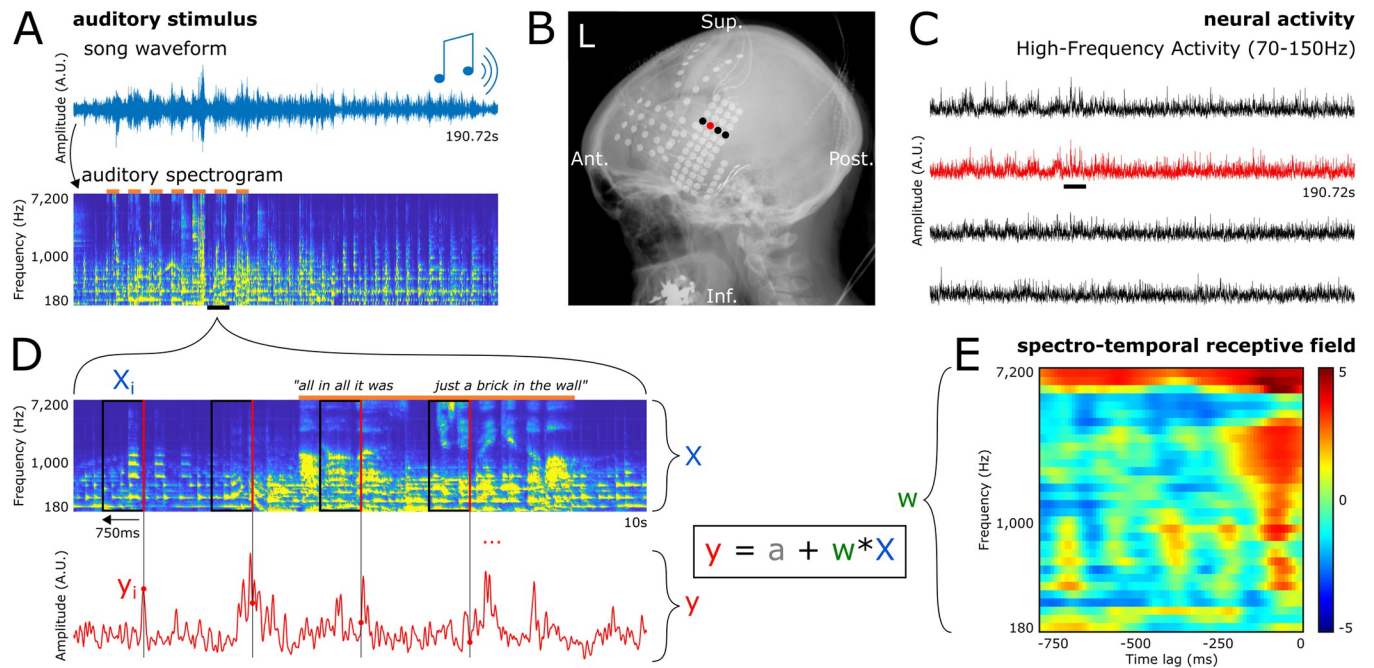 A
auditory stimulus
song waveform
Amplitude (A.U.)
190.72s
auditory spectrogram
7,200
1,000
180
Frequency (Hz)
B
L
Sup.
Ant.
Post.
Inf.
C
neural activity
High-Frequency Activity (70-150Hz)
Amplitude (A.U.)
190.72s
D
Xi
"all in all it was just a brick in the wall"
7,200
1,000
180
Frequency (Hz)
X
750ms
10s
...
yi
Amplitude (A.U.)
y
y = a + w*X
E
spectro-temporal receptive field
w
7,200
1,000
180
Frequency (Hz)
-750 -500 -250 0
Time lag (ms)
5
0
-5